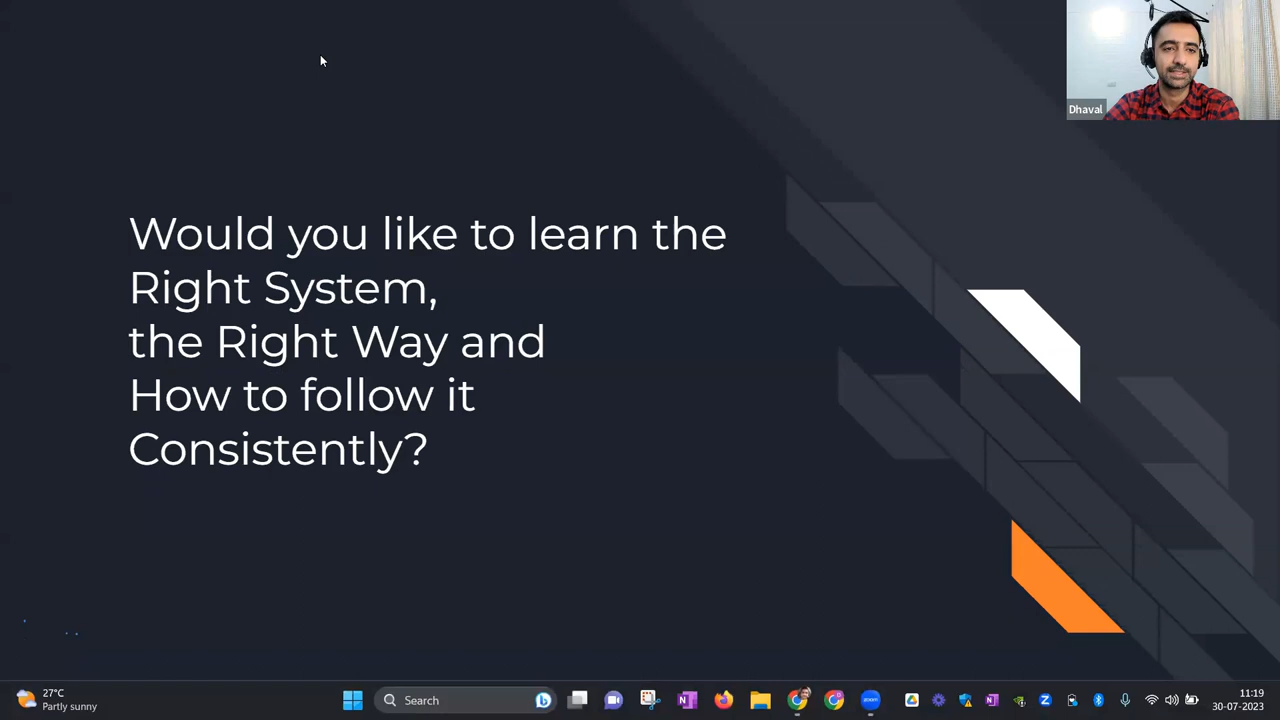 Dhaval
Would you like to learn the
Right System,
the Right Way and
How to follow it
Consistently?
27°C
Partly sunny
Search
zoom
11:19
30-07-2023